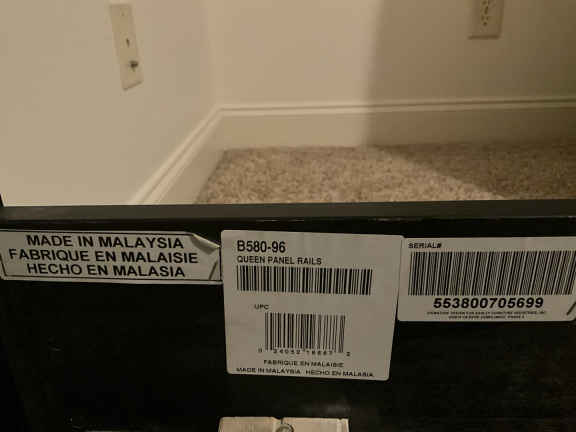 MADE IN MALAYSIA
FABRIQUE EN MALAISIE
HECHO EN MALASIA
B580-96
QUEEN PANEL RAILS
UPC
FABRIQUE EN MALAISIE
MADE IN MALAYSIA HECHO EN MALASIA
SERIAL#
553800705699